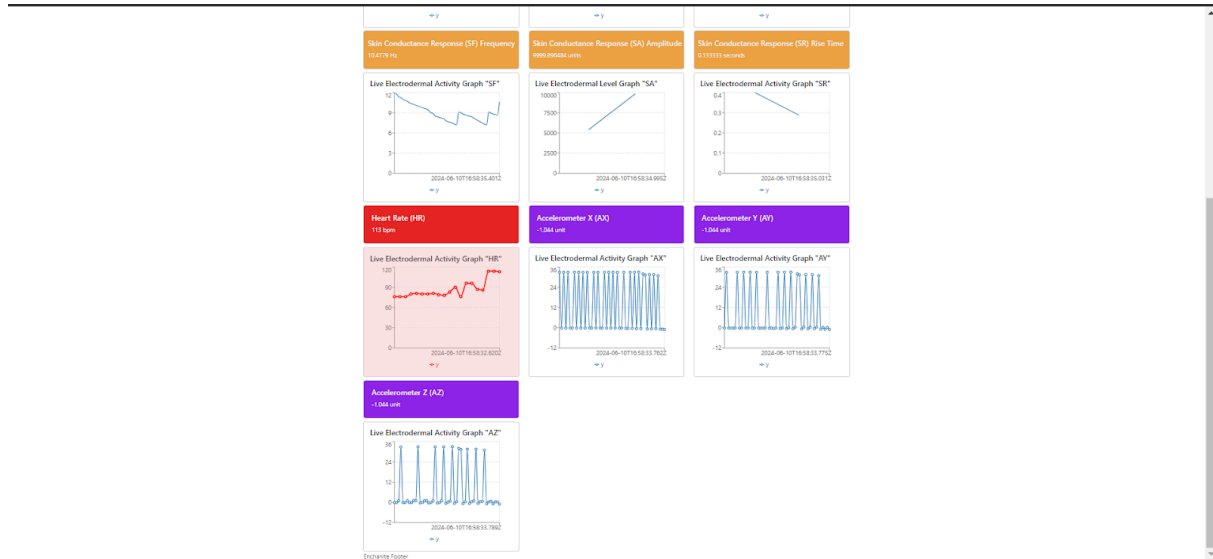 y
y
y
Skin Conductance Response (SF) Frequency
10.4779 Hz
Skin Conductance Response (SA) Amplitude
9999.996484 units
Skin Conductance Response (SR) Rise Time
0.133333 seconds
Live Electrodermal Activity Graph "SF"
12
9
6
3
0
2024-06-10T16:58:35.401Z
y
Live Electrodermal Level Graph "SA"
10000
7500
5000
2500
0
2024-06-10T16:58:34.995Z
y
Live Electrodermal Activity Graph "SR"
0.4
0.3
0.2
0.1
0
2024-06-10T16:58:35.031Z
y
Heart Rate (HR)
113 bpm
Accelerometer X (AX)
-1.044 unit
Accelerometer Y (AY)
-1.044 unit
Live Electrodermal Activity Graph "HR"
120
90
60
30
0
2024-06-10T16:58:32.620Z
y
Live Electrodermal Activity Graph "AX"
36
24
12
0
-12
2024-06-10T16:58:33.762Z
y
Live Electrodermal Activity Graph "AY"
36
24
12
0
-12
2024-06-10T16:58:33.775Z
y
Accelerometer Z (AZ)
-1.044 unit
Live Electrodermal Activity Graph "AZ"
36
24
12
0
-12
2024-06-10T16:58:33.789Z
y
Enchante Footer